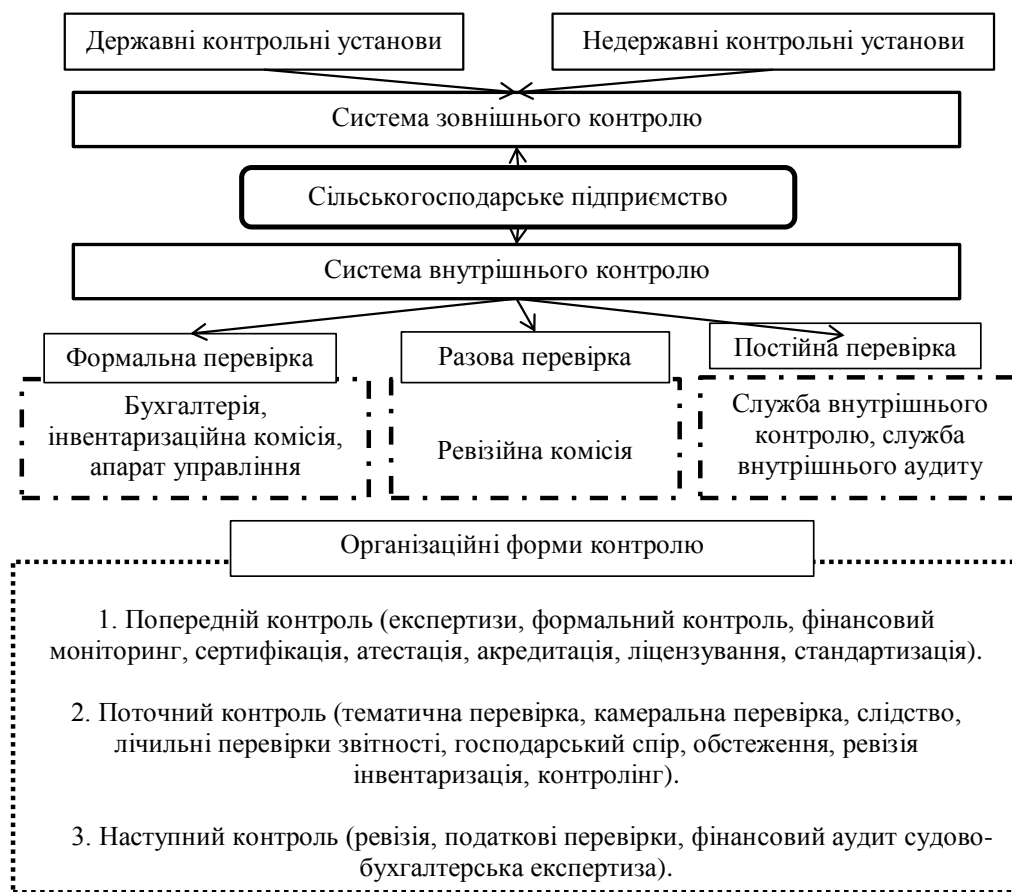 Державні контрольні установи
Недержавні контрольні установи
Система зовнішнього контролю
Сільськогосподарське підприємство
Система внутрішнього контролю
Формальна перевірка
Разова перевірка
Постійна перевірка
Бухгалтерія,
інвентаризаційна комісія,
апарат управління
Ревізійна комісія
Служба внутрішнього
контролю, служба
внутрішнього аудиту
Організаційні форми контролю
1. Попередній контроль (експертизи, формальний контроль, фінансовий
моніторинг, сертифікація, атестація, акредитація, ліцензування, стандартизація).
2. Поточний контроль (тематична перевірка, камеральна перевірка, слідство,
лічильні перевірки звітності, господарський спір, обстеження, ревізія
інвентаризація, контролінг).
3. Наступний контроль (ревізія, податкові перевірки, фінансовий аудит судово-
бухгалтерська експертиза).